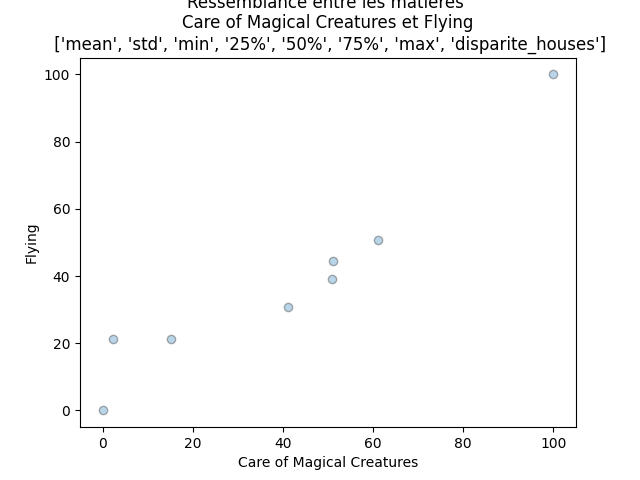 Ressemblance entre les matières
Care of Magical Creatures et Flying
['mean', 'std', 'min', '25%', '50%', '75%', 'max', 'disparite_houses']
100
80
60
40
20
0
Flying
0 20 40 60 80 100
Care of Magical Creatures